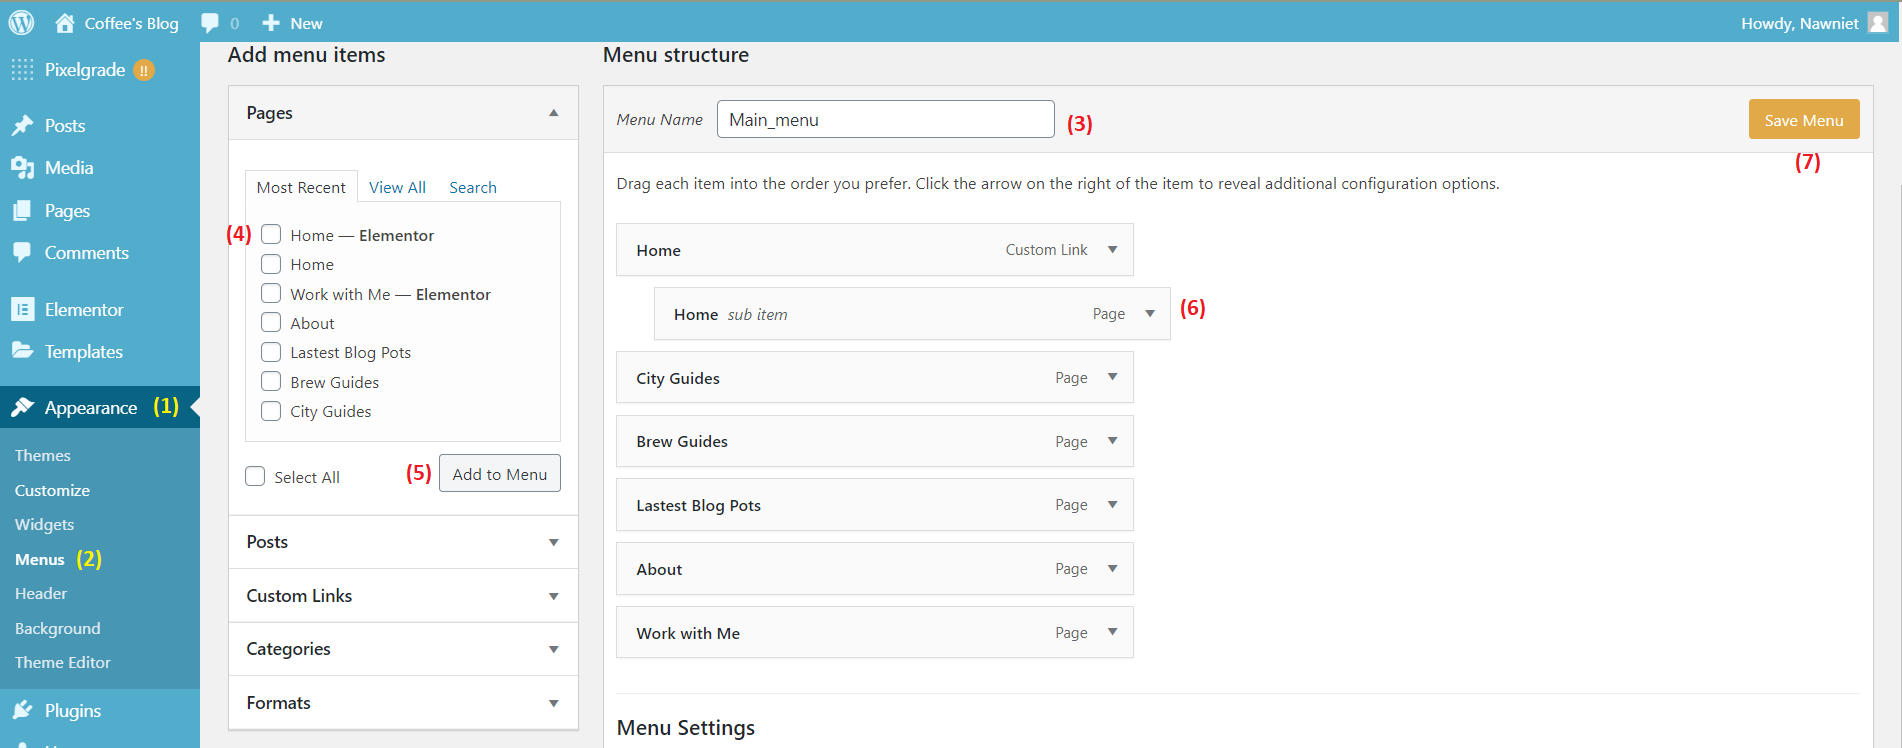 Coffee's Blog 0 New Howdy, Nawniet
Pixelgrade !!
Posts
Media
Pages
Comments
Elementor
Templates
Appearance (1)
Themes
Customize
Widgets
Menus (2)
Header
Background
Theme Editor
Plugins
Add menu items
Pages
Most Recent View All Search
(4) Home — Elementor
Home
Work with Me — Elementor
About
Lastest Blog Pots
Brew Guides
City Guides
Select All (5) Add to Menu
Posts
Custom Links
Categories
Formats
Menu structure
Menu Name Main_menu (3) Save Menu
(7)
Drag each item into the order you prefer. Click the arrow on the right of the item to reveal additional configuration options.
Home Custom Link
Home sub item Page (6)
City Guides Page
Brew Guides Page
Lastest Blog Pots Page
About Page
Work with Me Page
Menu Settings